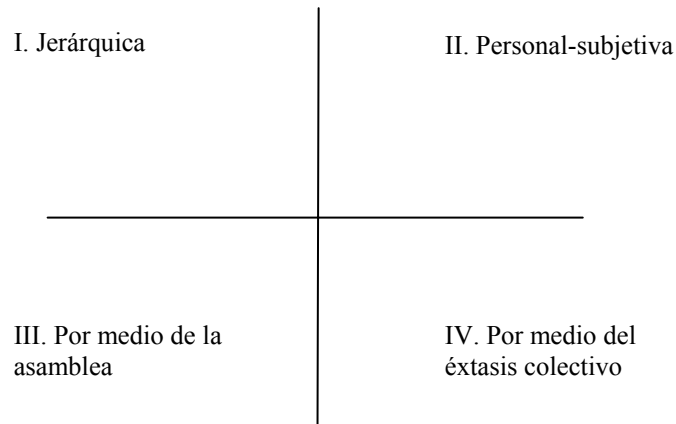 I. Jerárquica
II. Personal-subjetiva
III. Por medio de la
asamblea
IV. Por medio del
éxtasis colectivo